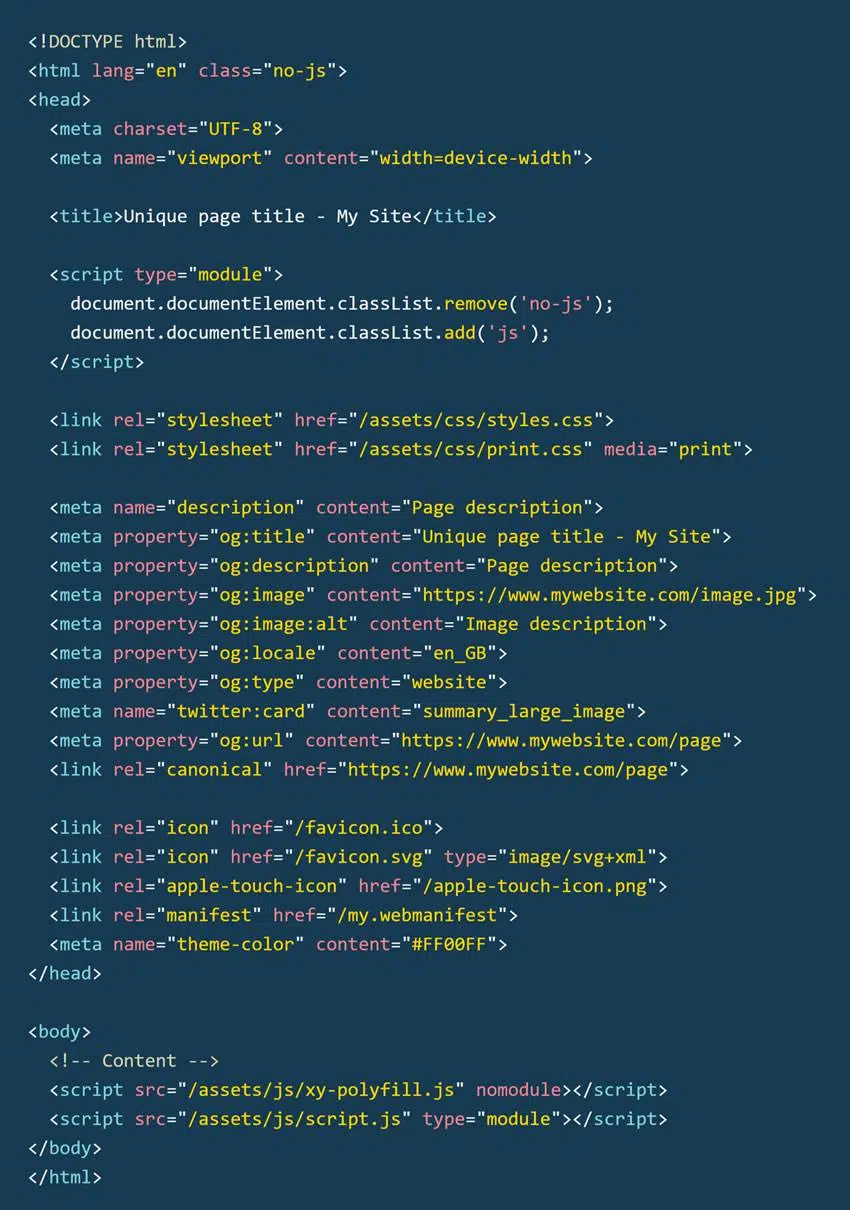 <!DOCTYPE html>
<html lang="en" class="no-js">
<head>
  <meta charset="UTF-8">
  <meta name="viewport" content="width=device-width">

  <title>Unique page title - My Site</title>

  <script type="module">
    document.documentElement.classList.remove('no-js');
    document.documentElement.classList.add('js');
  </script>

  <link rel="stylesheet" href="/assets/css/styles.css">
  <link rel="stylesheet" href="/assets/css/print.css" media="print">

  <meta name="description" content="Page description">
  <meta property="og:title" content="Unique page title - My Site">
  <meta property="og:description" content="Page description">
  <meta property="og:image" content="https://www.mywebsite.com/image.jpg">
  <meta property="og:image:alt" content="Image description">
  <meta property="og:locale" content="en_GB">
  <meta property="og:type" content="website">
  <meta name="twitter:card" content="summary_large_image">
  <meta property="og:url" content="https://www.mywebsite.com/page">
  <link rel="canonical" href="https://www.mywebsite.com/page">

  <link rel="icon" href="/favicon.ico">
  <link rel="icon" href="/favicon.svg" type="image/svg+xml">
  <link rel="apple-touch-icon" href="/apple-touch-icon.png">
  <link rel="manifest" href="/my.webmanifest">
  <meta name="theme-color" content="#FF00FF">
</head>

<body>
  <!-- Content -->
  <script src="/assets/js/xy-polyfill.js" nomodule></script>
  <script src="/assets/js/script.js" type="module"></script>
</body>
</html>